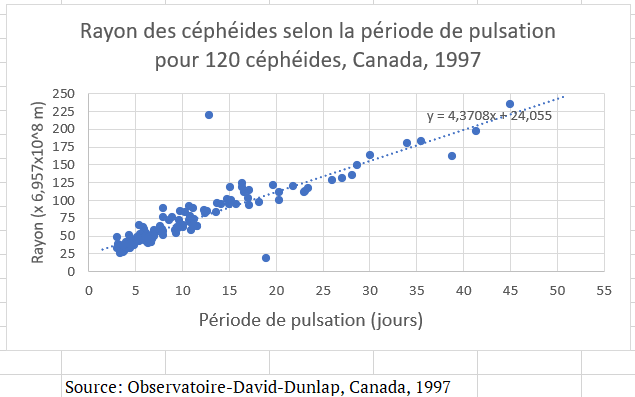 Rayon des céphéides selon la période de pulsation
pour 120 céphéides, Canada, 1997
Rayon (x 6,957x10^8 m)
250
225
200
175
150
125
100
75
50
25
0
y = 4,3708x + 24,055
0 5 10 15 20 25 30 35 40 45 50 55
Période de pulsation (jours)
Source: Observatoire-David-Dunlap, Canada, 1997